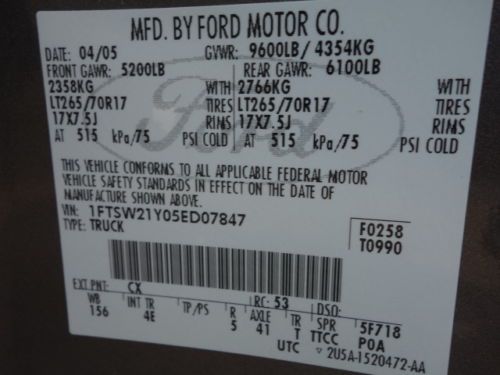 MFD. BY FORD MOTOR CO.
DATE: 04/05 GVWR: 9600LB/ 4354KG
FRONT GAWR: 5200LB REAR GAWR: 6100LB
2358KG WITH 2766KG WITH
LT265/70R17 TIRES LT265/70R17 TIRES
17X7.5J RIMS 17X7.5J RIMS
AT 515 kPa/75 PSI COLD AT 515 kPa/75 PSI COLD
THIS VEHICLE CONFORMS TO ALL APPLICABLE FEDERAL MOTOR
VEHICLE SAFETY STANDARDS IN EFFECT ON THE DATE OF
MANUFACTURE SHOWN ABOVE.
VIN: 1FTSW21Y05ED07847
TYPE: TRUCK
F0258
T0990
EXT PNT: CX RC: 53 DSO:
WB INT TR TP/PS R AXLE TR SPR 5F718
156 4E 5 41 T TTCC POA
UTC 2U5A-1520472-AA
Ford